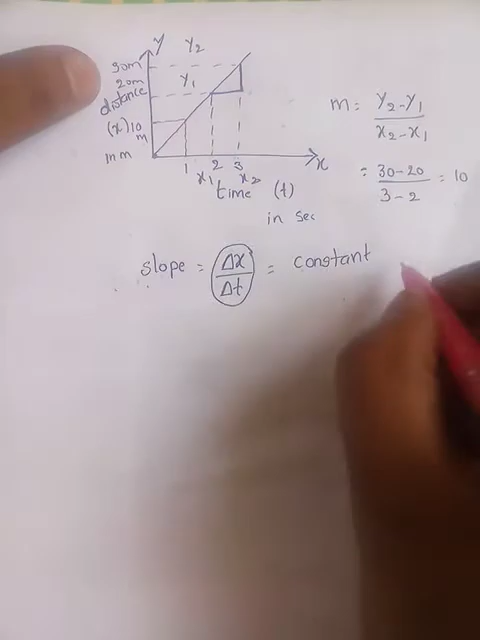 y
y₂
30m
20m
y₁
distance
(x) 10 m
in m
1 2 3
x₁ x₂
x
time (t)
in sec
m = y₂-y₁ / x₂-x₁
= 30-20 / 3-2 = 10
slope = Δx / Δt = constant